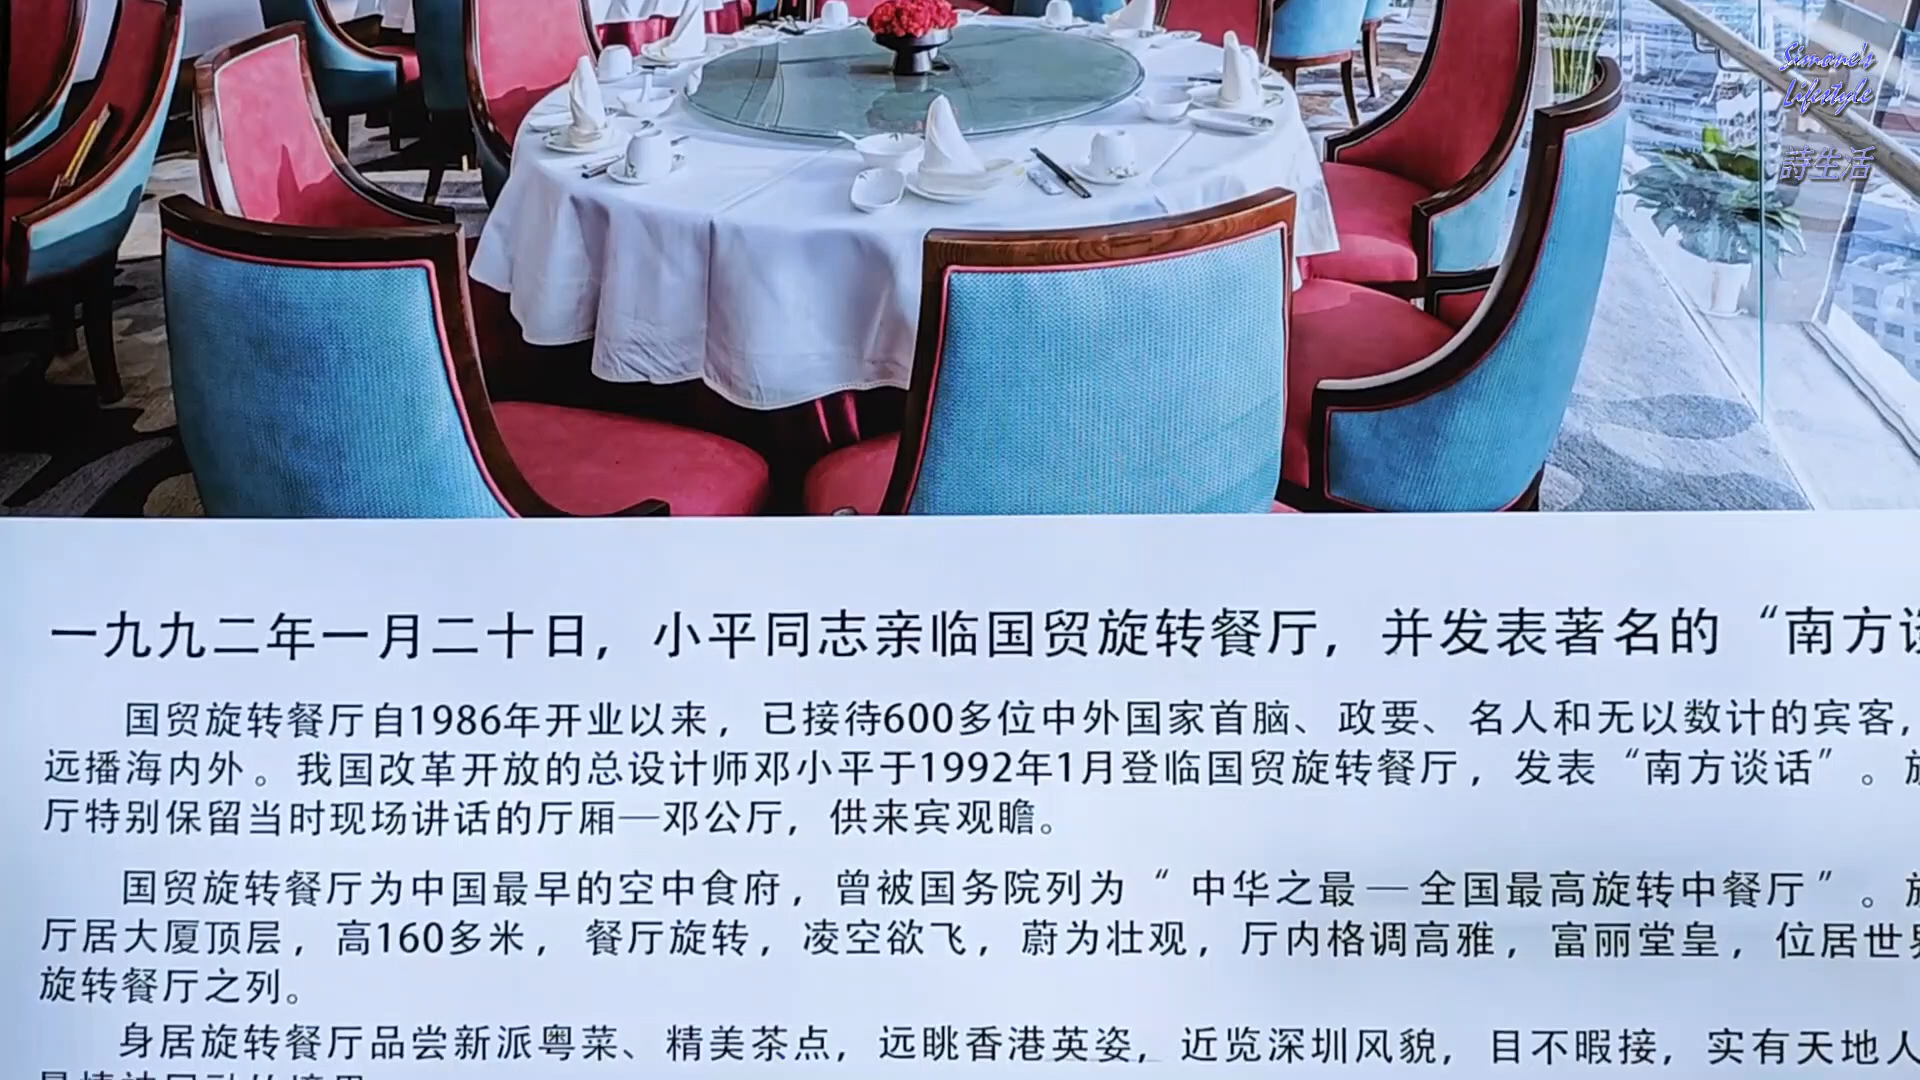 Simone's
Lifestyle
詩生活
一九九二年一月二十日，小平同志亲临国贸旋转餐厅，并发表著名的“南方谈
国贸旋转餐厅自1986年开业以来，已接待600多位中外国家首脑、政要、名人和无以数计的宾客，
远播海内外。我国改革开放的总设计师邓小平于1992年1月登临国贸旋转餐厅，发表“南方谈话”。旋
厅特别保留当时现场讲话的厅厢—邓公厅，供来宾观瞻。
国贸旋转餐厅为中国最早的空中食府，曾被国务院列为“中华之最—全国最高旋转中餐厅”。旋
厅居大厦顶层，高160多米，餐厅旋转，凌空欲飞，蔚为壮观，厅内格调高雅，富丽堂皇，位居世界
旋转餐厅之列。
身居旋转餐厅品尝新派粤菜、精美茶点，远眺香港英姿，近览深圳风貌，目不暇接，实有天地人